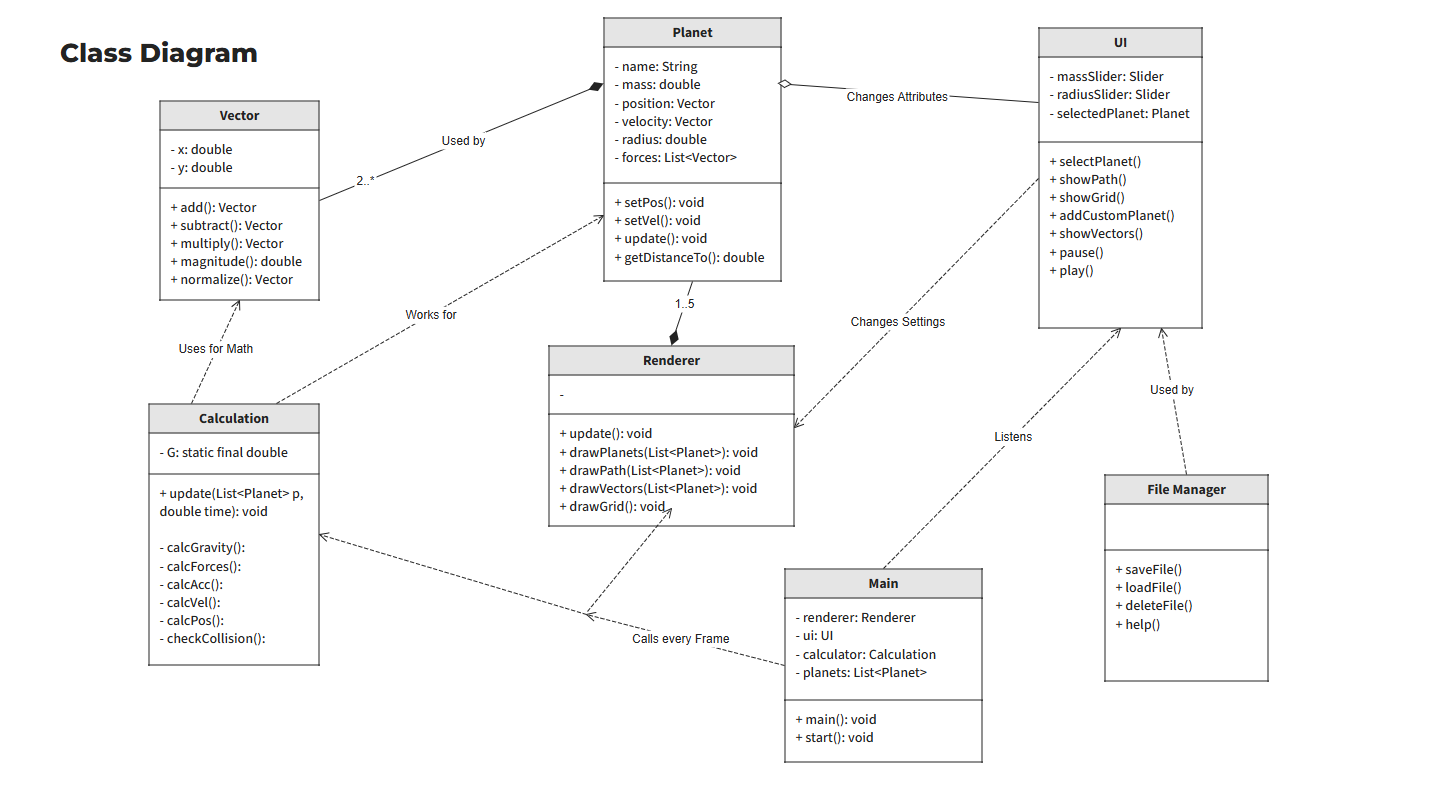 Class Diagram
Vector
- x: double
- y: double
+ add(): Vector
+ subtract(): Vector
+ multiply(): Vector
+ magnitude(): double
+ normalize(): Vector
Planet
- name: String
- mass: double
- position: Vector
- velocity: Vector
- radius: double
- forces: List<Vector>
+ setPos(): void
+ setVel(): void
+ update(): void
+ getDistanceTo(): double
UI
- massSlider: Slider
- radiusSlider: Slider
- selectedPlanet: Planet
+ selectPlanet()
+ showPath()
+ showGrid()
+ addCustomPlanet()
+ showVectors()
+ pause()
+ play()
Used by
2..*
Changes Attributes
Works for
1..5
Changes Settings
Uses for Math
Calculation
- G: static final double
+ update(List<Planet> p,
double time): void
- calcGravity():
- calcForces():
- calcAcc():
- calcVel():
- calcPos():
- checkCollision():
Renderer
-
+ update(): void
+ drawPlanets(List<Planet>): void
+ drawPath(List<Planet>): void
+ drawVectors(List<Planet>): void
+ drawGrid(): void
Listens
Used by
Calls every Frame
Main
- renderer: Renderer
- ui: UI
- calculator: Calculation
- planets: List<Planet>
+ main(): void
+ start(): void
File Manager
+ saveFile()
+ loadFile()
+ deleteFile()
+ help()